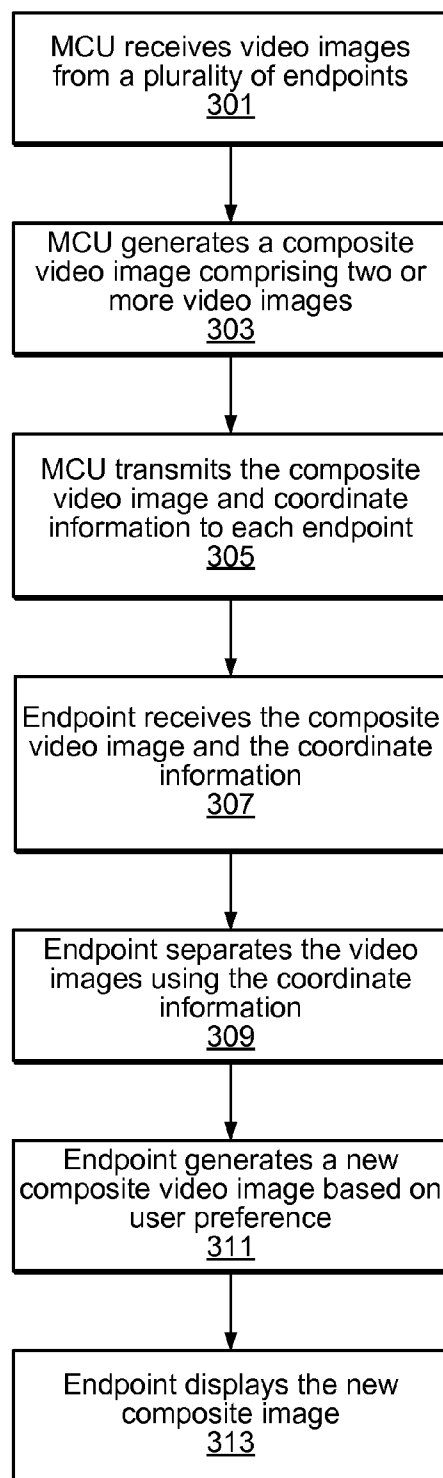 MCU receives video images
from a plurality of endpoints
301
MCU generates a composite
video image comprising two or
more video images
303
MCU transmits the composite
video image and coordinate
information to each endpoint
305
Endpoint receives the composite
video image and the coordinate
information
307
Endpoint separates the video
images using the coordinate
information
309
Endpoint generates a new
composite video image based on
user preference
311
Endpoint displays the new
composite image
313